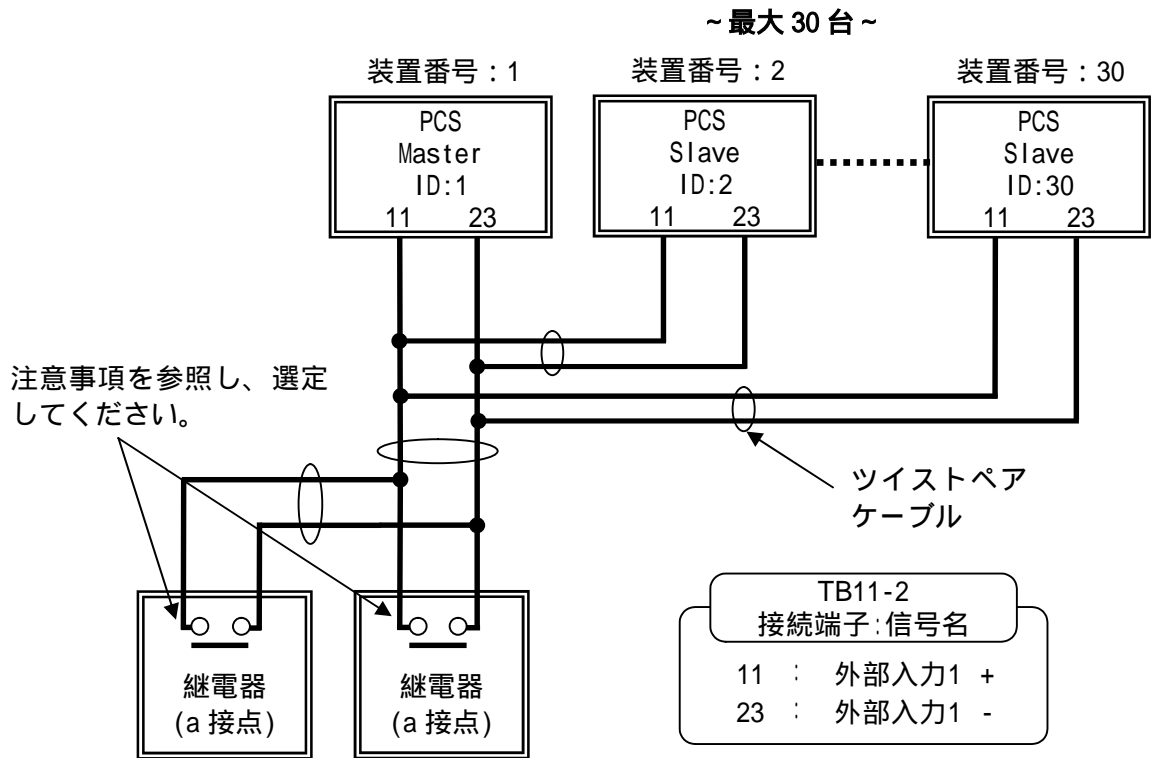 ~最大 30 台~
装置番号：1
装置番号：2
装置番号：30
PCS
Master
ID:1
11 23
PCS
Slave
ID:2
11 23
PCS
Slave
ID:30
11 23
注意事項を参照し、選定
してください。
ツイストペア
ケーブル
継電器
(a 接点)
継電器
(a 接点)
TB11-2
接続端子:信号名
11 : 外部入力1 +
23 : 外部入力1 -